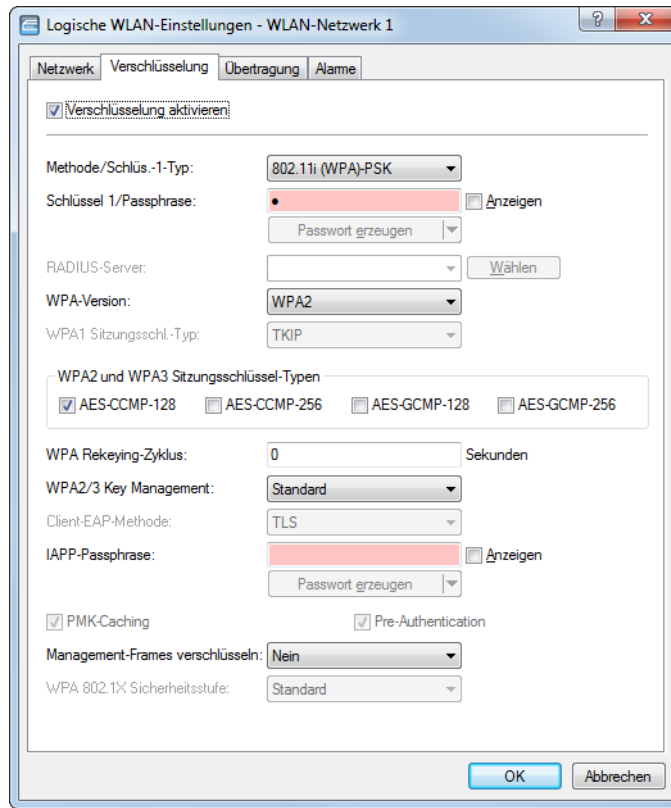 Logische WLAN-Einstellungen - WLAN-Netzwerk 1
Netzwerk Verschlüsselung Übertragung Alarme
Verschlüsselung aktivieren
Methode/Schlüs.-1-Typ: 802.11i (WPA)-PSK
Schlüssel 1/Passphrase: ● Anzeigen
Passwort erzeugen
RADIUS-Server: Wählen
WPA-Version: WPA2
WPA1 Sitzungsschl.-Typ: TKIP
WPA2 und WPA3 Sitzungsschlüssel-Typen
AES-CCMP-128 AES-CCMP-256 AES-GCMP-128 AES-GCMP-256
WPA Rekeying-Zyklus: 0 Sekunden
WPA2/3 Key Management: Standard
Client-EAP-Methode: TLS
IAPP-Passphrase: Anzeigen
Passwort erzeugen
PMK-Caching Pre-Authentication
Management-Frames verschlüsseln: Nein
WPA 802.1X Sicherheitsstufe: Standard
OK Abbrechen